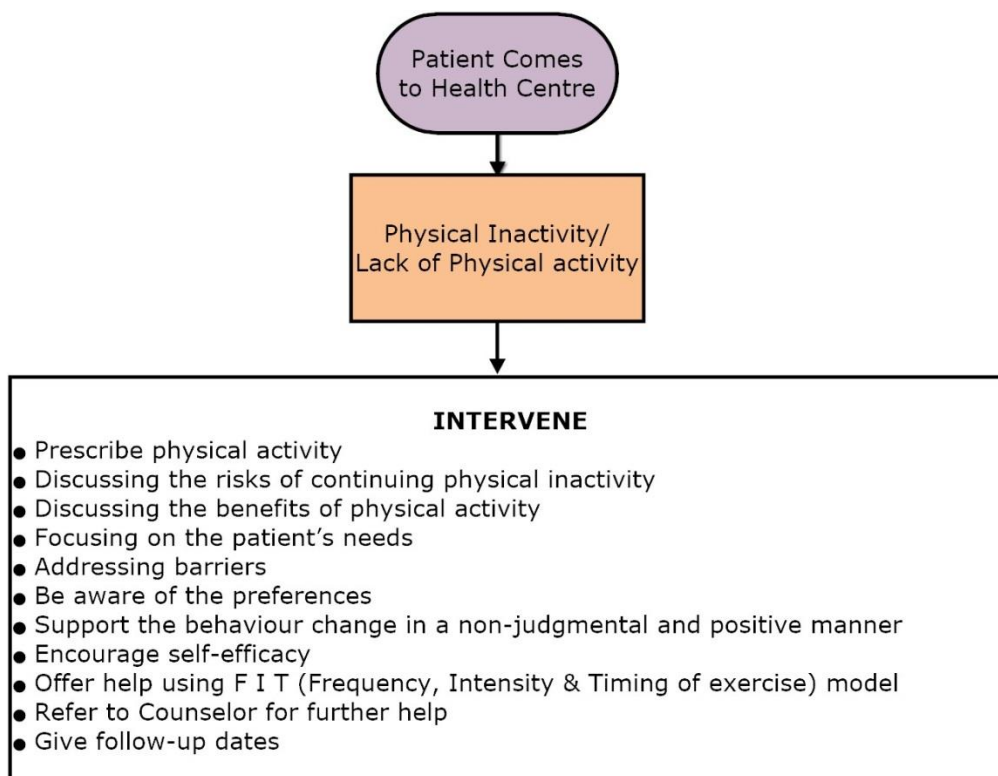 Patient Comes
to Health Centre
Physical Inactivity/
Lack of Physical activity
INTERVENE
● Prescribe physical activity
● Discussing the risks of continuing physical inactivity
● Discussing the benefits of physical activity
● Focusing on the patient's needs
● Addressing barriers
● Be aware of the preferences
● Support the behaviour change in a non-judgmental and positive manner
● Encourage self-efficacy
● Offer help using F I T (Frequency, Intensity & Timing of exercise) model
● Refer to Counselor for further help
● Give follow-up dates